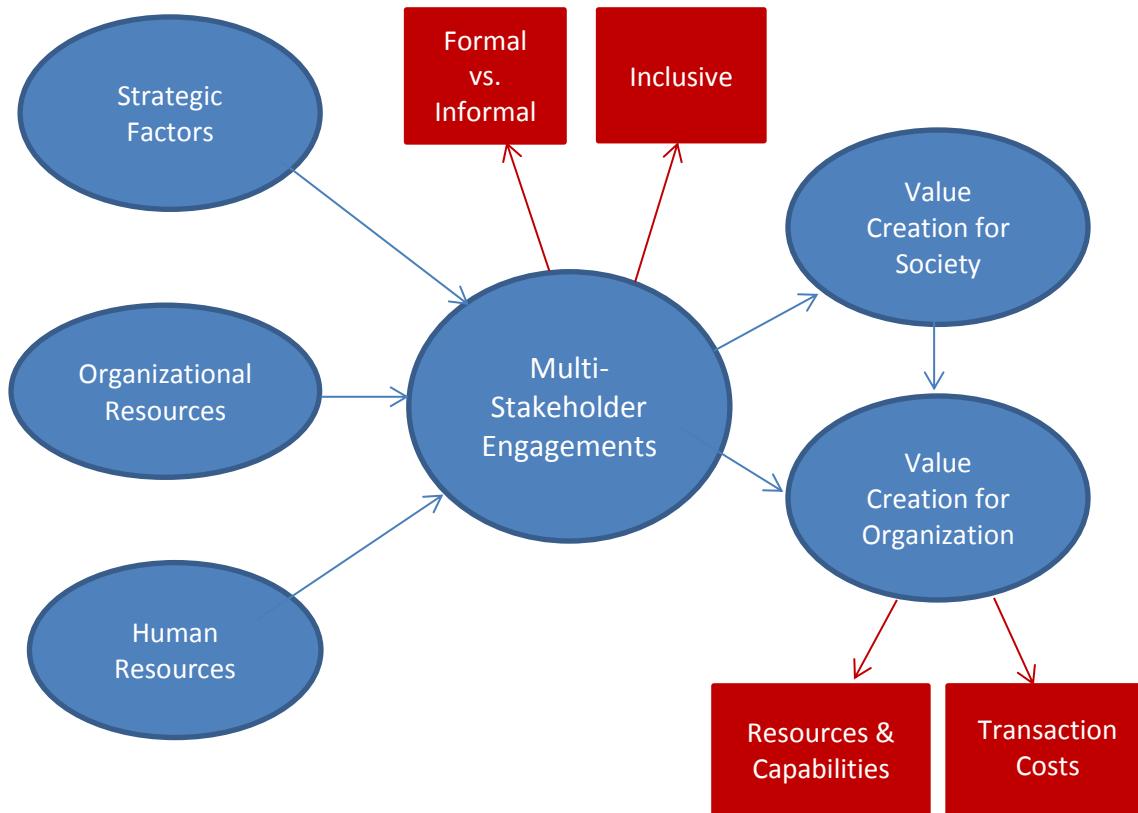 Formal
vs.
Informal
Inclusive
Strategic
Factors
Value
Creation for
Society
Organizational
Resources
Multi-
Stakeholder
Engagements
Value
Creation for
Organization
Human
Resources
Resources &
Capabilities
Transaction
Costs